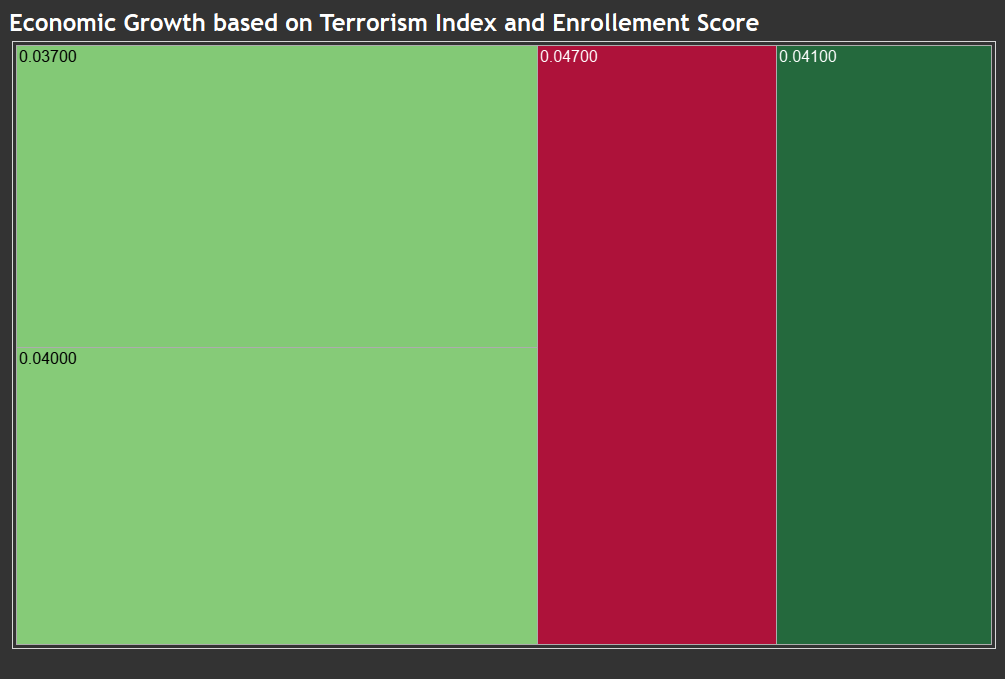 Economic Growth based on Terrorism Index and Enrollement Score
0.03700
0.04700
0.04100
0.04000